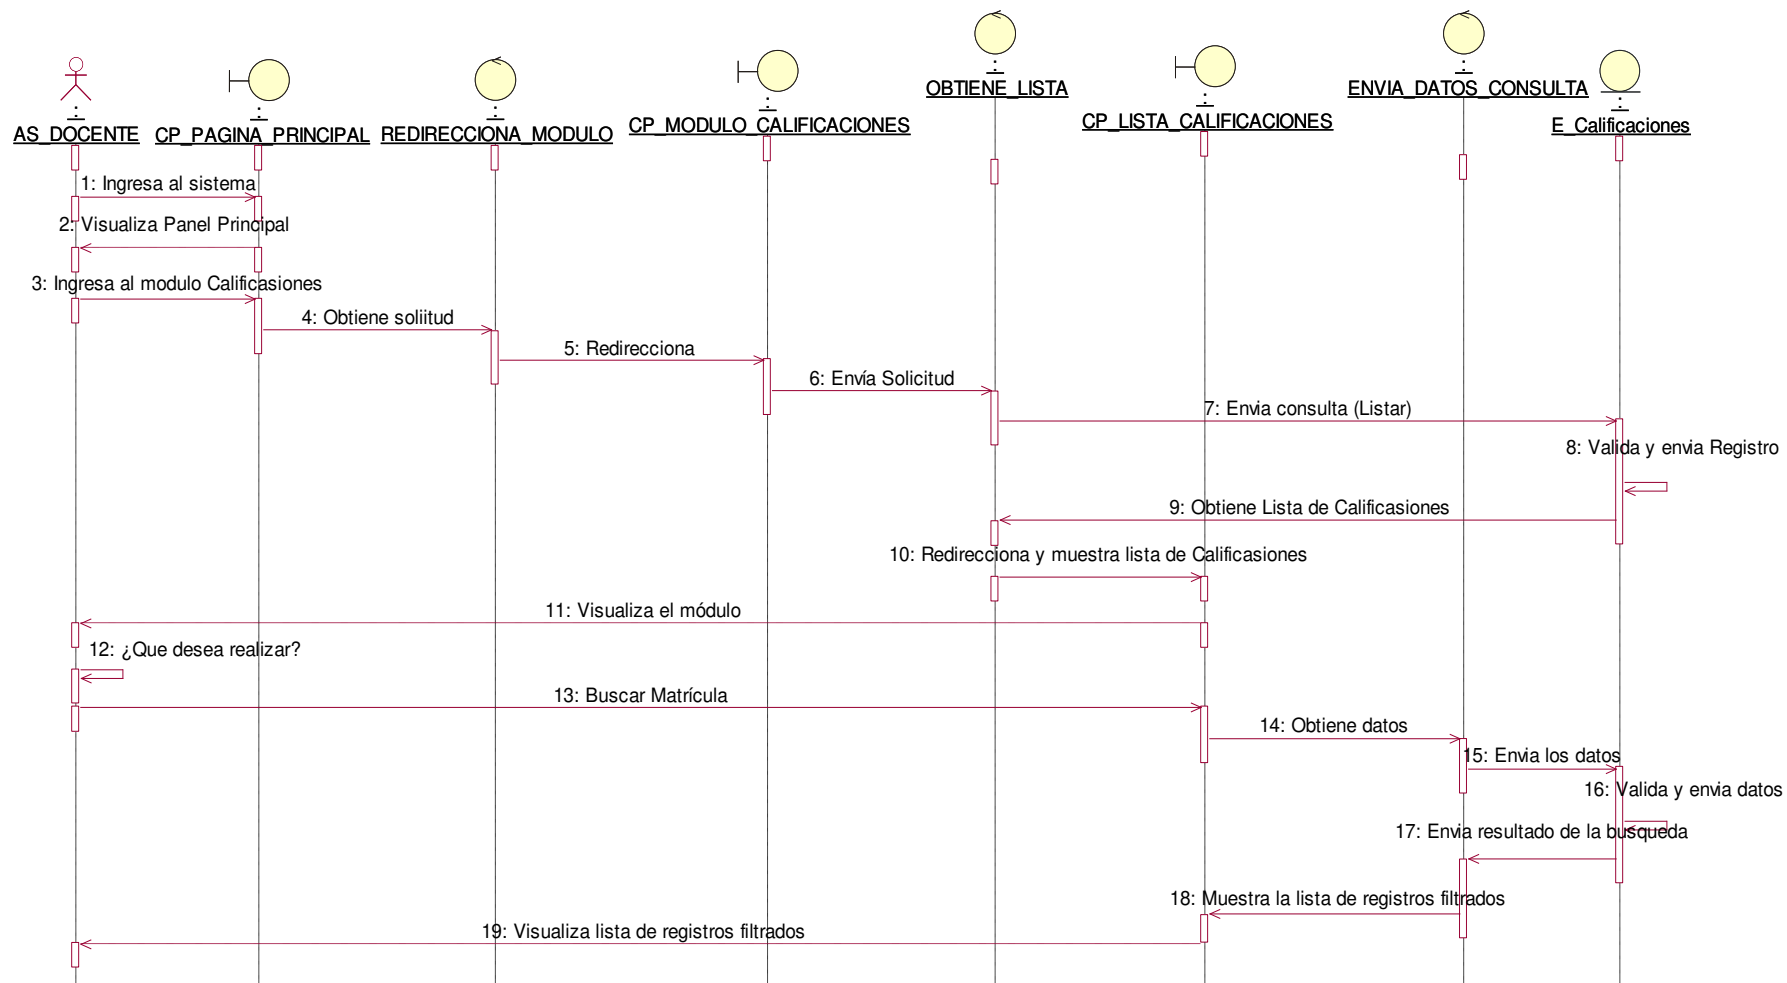 OBTIENE_LISTA
ENVIA_DATOS_CONSULTA
AS_DOCENTE
CP_PAGINA_PRINCIPAL
REDIRECCIONA_MODULO
CP_MODULO_CALIFICACIONES
CP_LISTA_CALIFICACIONES
E_Calificaciones
1: Ingresa al sistema
2: Visualiza Panel Principal
3: Ingresa al modulo Calificasiones
4: Obtiene soliitud
5: Redirecciona
6: Envía Solicitud
7: Envia consulta (Listar)
8: Valida y envia Registro
9: Obtiene Lista de Calificasiones
10: Redirecciona y muestra lista de Calificasiones
11: Visualiza el módulo
12: ¿Que desea realizar?
13: Buscar Matrícula
14: Obtiene datos
15: Envia los datos
16: Valida y envia datos
17: Envia resultado de la busqueda
18: Muestra la lista de registros filtrados
19: Visualiza lista de registros filtrados